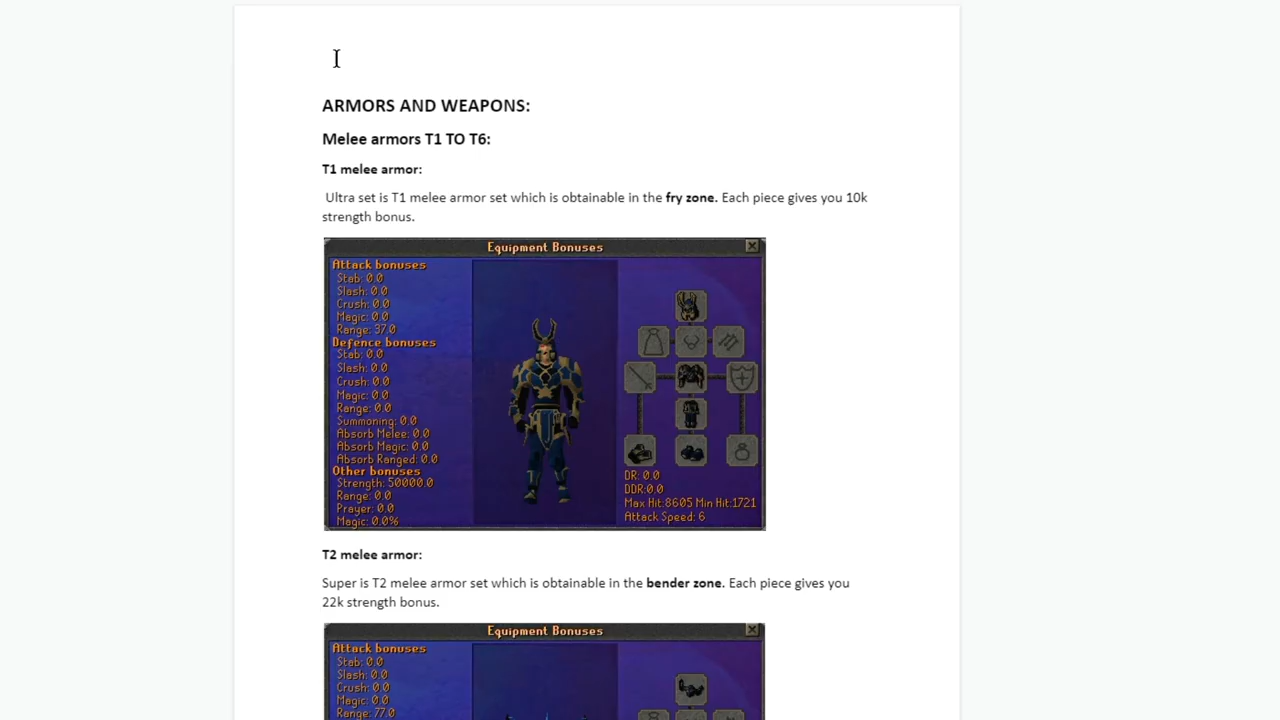 ARMORS AND WEAPONS:
Melee armors T1 TO T6:
T1 melee armor:
Ultra set is T1 melee armor set which is obtainable in the fry zone. Each piece gives you 10k
strength bonus.
Equipment Bonuses
Attack bonuses
Stab: 0.0
Slash: 0.0
Crush: 0.0
Magic: 0.0
Range: 37.0
Defence bonuses
Stab: 0.0
Slash: 0.0
Crush: 0.0
Magic: 0.0
Range: 0.0
Summoning: 0.0
Absorb Melee: 0.0
Absorb Magic: 0.0
Absorb Ranged: 0.0
Other bonuses
Strength: 50000.0
Range: 0.0
Prayer: 0.0
Magic: 0.0%
DR: 0.0
DDR:0.0
Max Hit:8605 Min Hit:1721
Attack Speed: 6
T2 melee armor:
Super is T2 melee armor set which is obtainable in the bender zone. Each piece gives you
22k strength bonus.
Equipment Bonuses
Attack bonuses
Stab: 0.0
Slash: 0.0
Crush: 0.0
Magic: 0.0
Range: 77.0